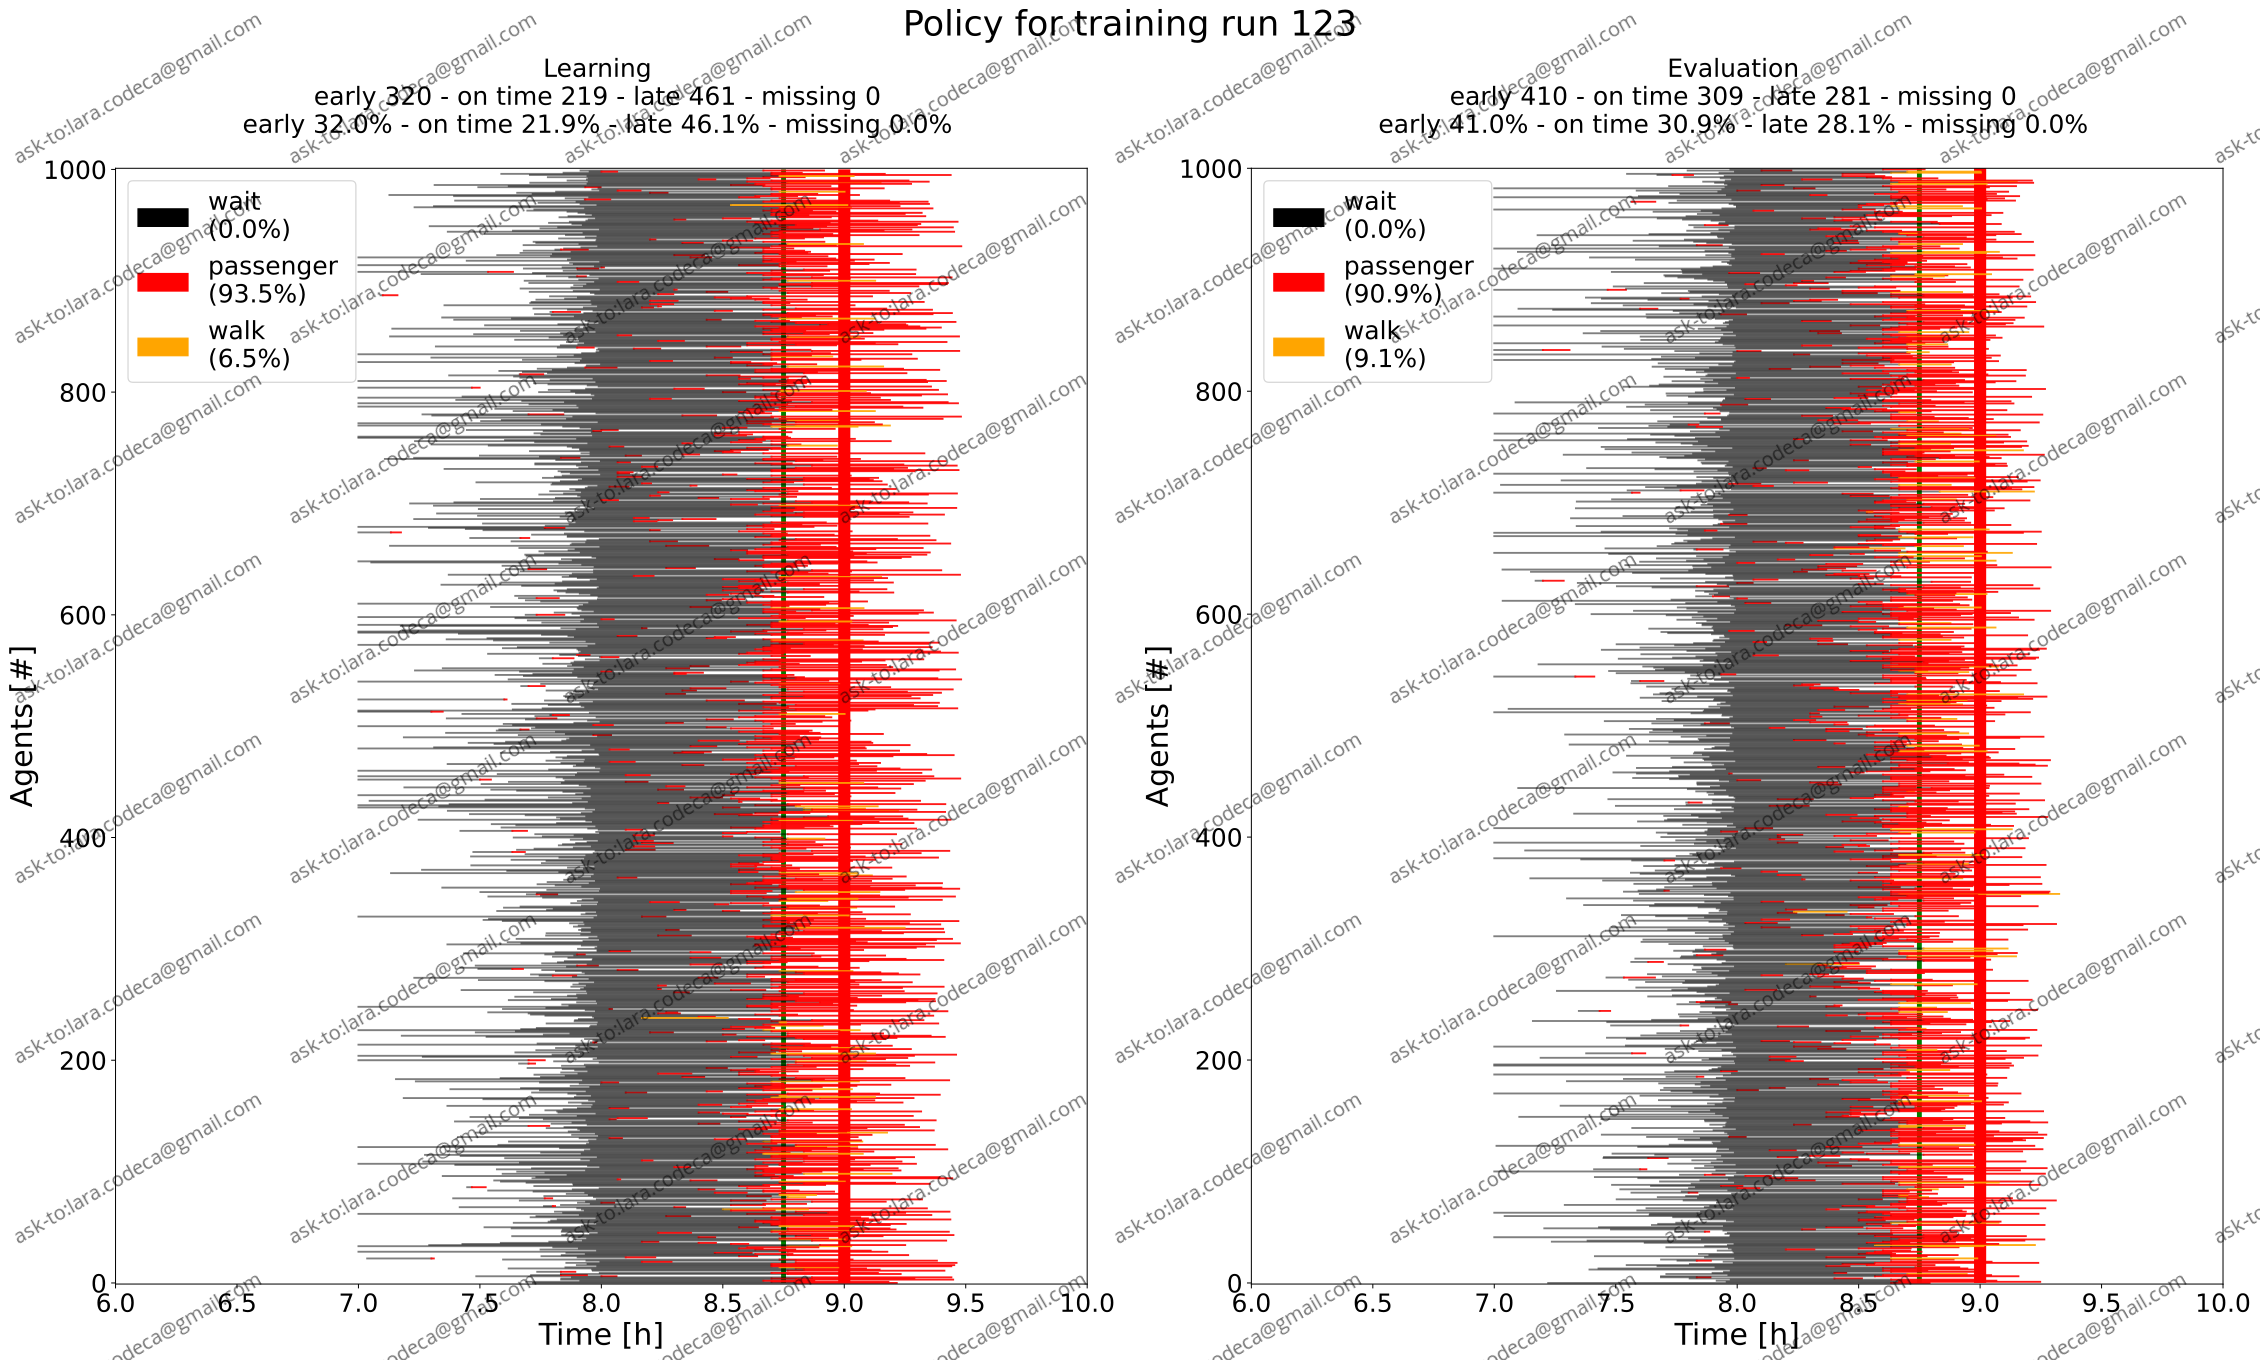 Policy for training run 123
Learning
early 320 - on time 219 - late 461 - missing 0
early 32.0% - on time 21.9% - late 46.1% - missing 0.0%
1000
800
600
400
200
0
Agents [#]
wait
(0.0%)
passenger
(93.5%)
walk
(6.5%)
6.0 6.5 7.0 7.5 8.0 8.5 9.0 9.5 10.0
Time [h]
Evaluation
early 410 - on time 309 - late 281 - missing 0
early 41.0% - on time 30.9% - late 28.1% - missing 0.0%
1000
800
600
400
200
0
Agents [#]
wait
(0.0%)
passenger
(90.9%)
walk
(9.1%)
6.0 6.5 7.0 7.5 8.0 8.5 9.0 9.5 10.0
Time [h]
ask-to:lara.codeca@gmail.com